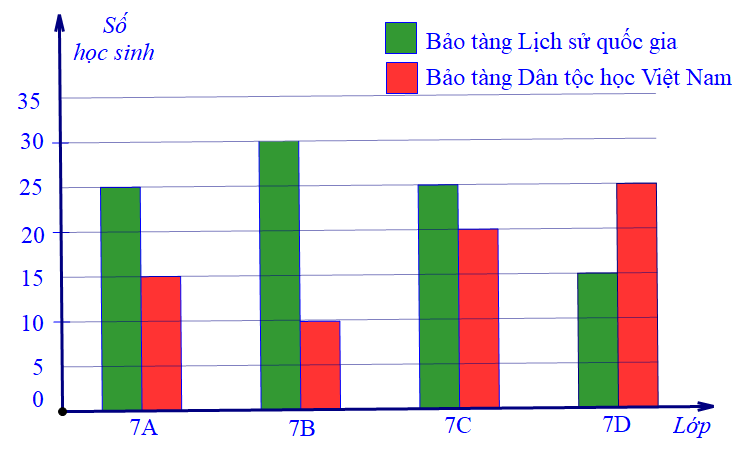 Số
học sinh
Bảo tàng Lịch sử quốc gia
Bảo tàng Dân tộc học Việt Nam
35
30
25
20
15
10
5
0
7A
7B
7C
7D
Lớp